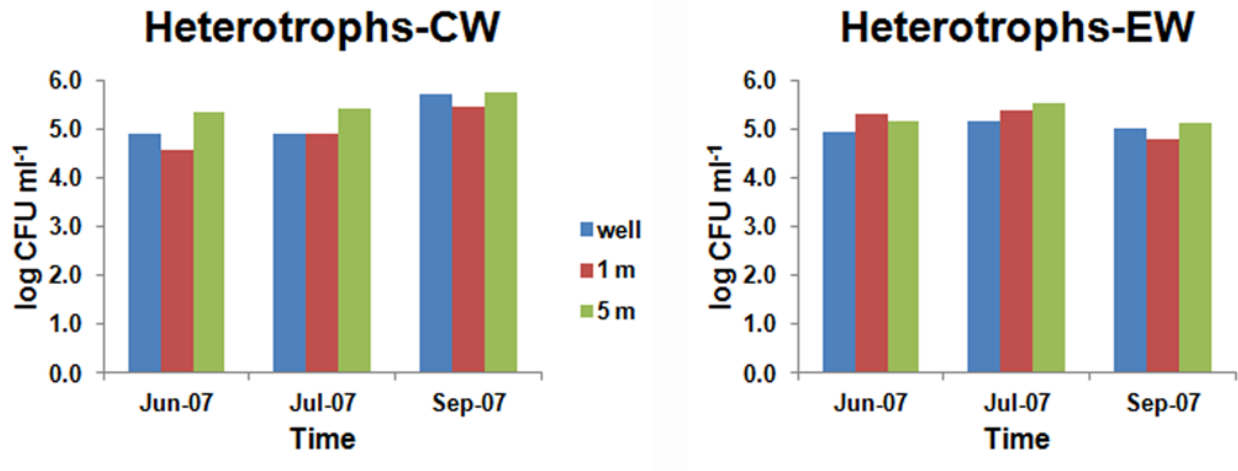 Heterotrophs-CW
6.0
5.0
4.0
3.0
2.0
1.0
0.0
log CFU ml-1
Jun-07 Jul-07 Sep-07
Time
well
1 m
5 m
Heterotrophs-EW
6.0
5.0
4.0
3.0
2.0
1.0
0.0
log CFU ml-1
Jun-07 Jul-07 Sep-07
Time